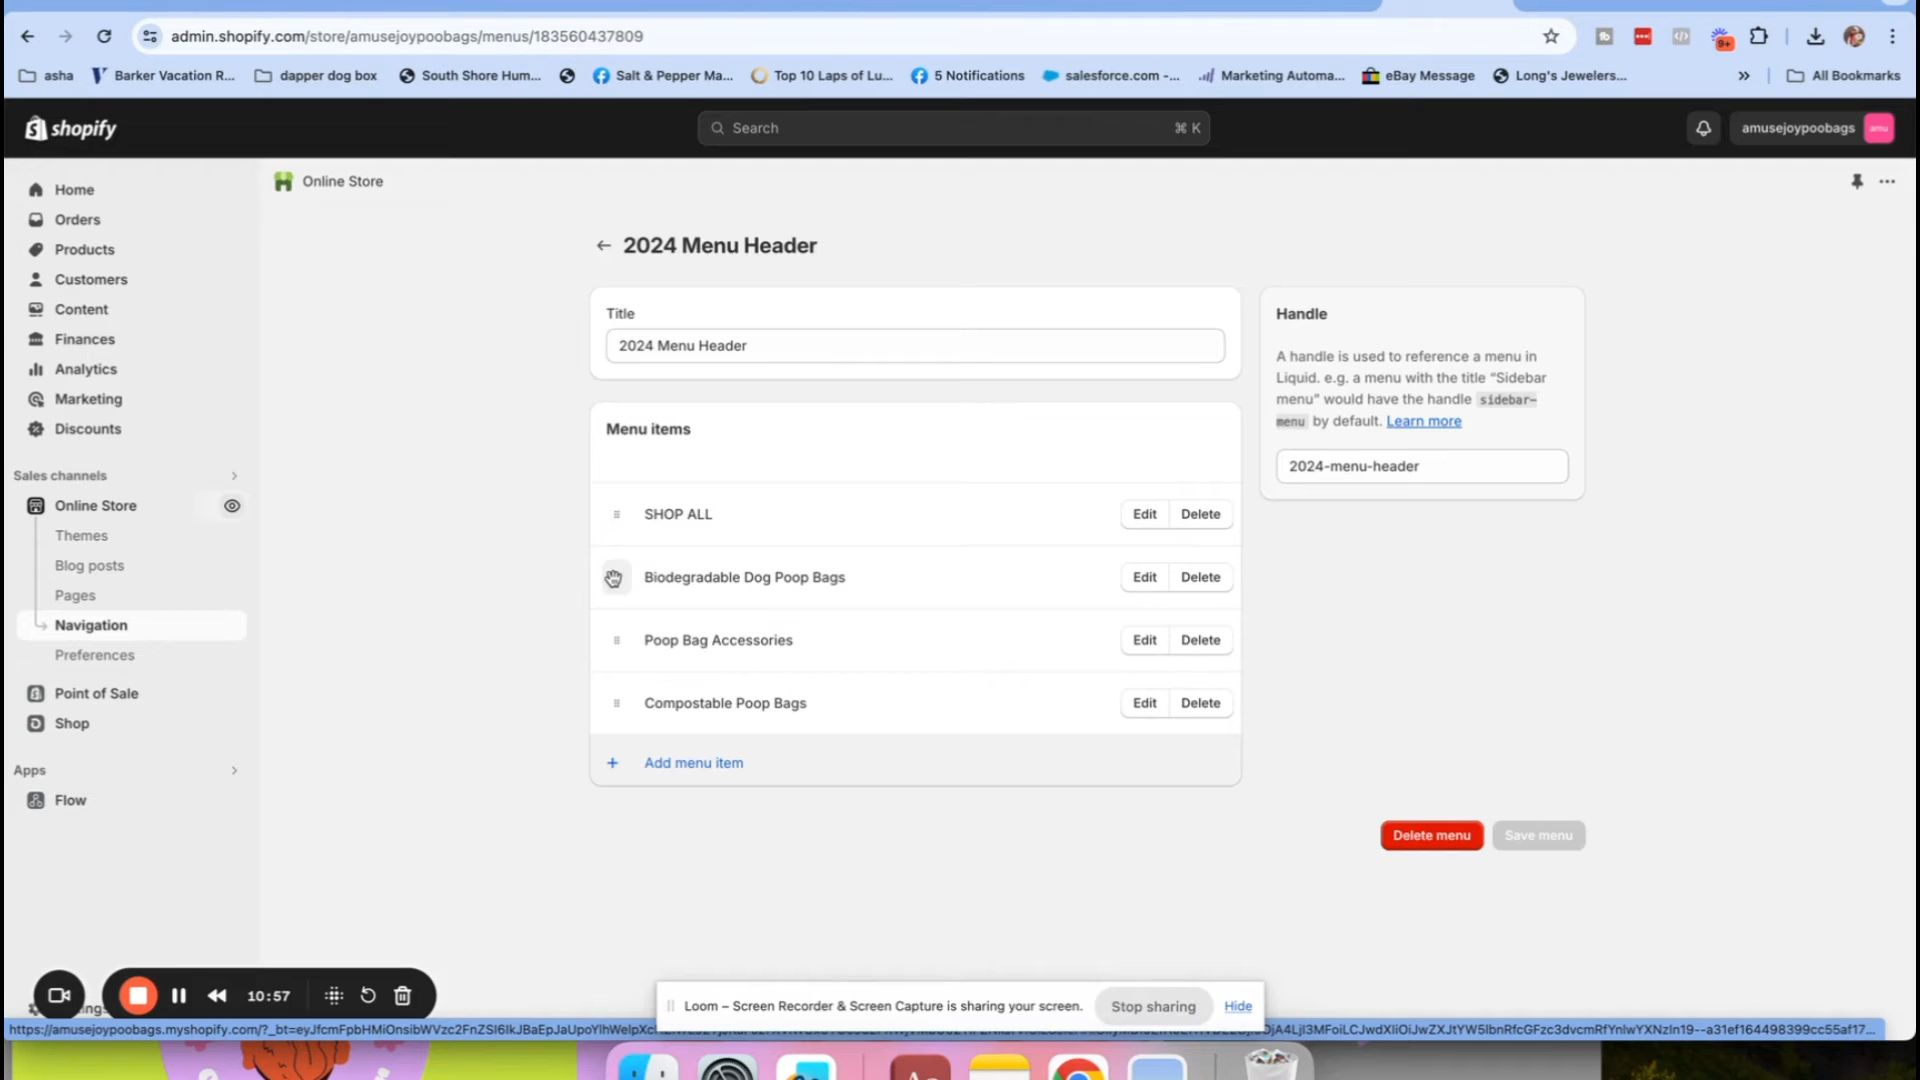 admin.shopify.com/store/amusejoypoobags/menus/183560437809
9+
asha
Barker Vacation R...
dapper dog box
South Shore Hum...
Salt & Pepper Ma...
Top 10 Laps of Lu...
5 Notifications
salesforce.com -...
Marketing Automa...
eBay Message
Long's Jewelers...
»
All Bookmarks
shopify
Search
⌘ K
amusejoypoobags
amu
Online Store
Home
Orders
Products
Customers
Content
Finances
Analytics
Marketing
Discounts
Sales channels
Online Store
Themes
Blog posts
Pages
Navigation
Preferences
Point of Sale
Shop
Apps
Flow
2024 Menu Header
Title
2024 Menu Header
Menu items
SHOP ALL
Edit
Delete
Biodegradable Dog Poop Bags
Edit
Delete
Poop Bag Accessories
Edit
Delete
Compostable Poop Bags
Edit
Delete
+ Add menu item
Handle
A handle is used to reference a menu in
Liquid. e.g. a menu with the title “Sidebar
menu” would have the handle sidebar-
menu by default. Learn more
2024-menu-header
Delete menu
Save menu
10:57
Loom – Screen Recorder & Screen Capture is sharing your screen.
Stop sharing
Hide